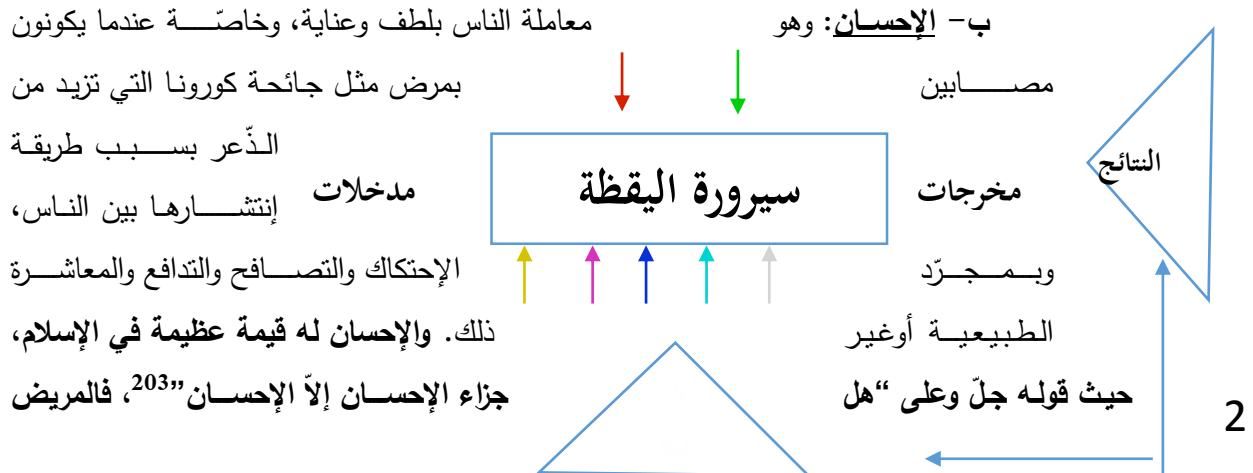 ب- الإحسان: وهو معاملة الناس بلطف وعناية، وخاصّة عندما يكونون
مصابين بمرض مثل جائحة كورونا التي تزيد من
الذّعر بسبب طريقة
النتائج
مخرجات سيرورة اليقظة مدخلات إنتشارها بين الناس،
وبمجرّد الإحتكاك والتصافح والتدافع والمعاشرة
الطبيعية أوغير ذلك. والإحسان له قيمة عظيمة في الإسلام،
حيث قوله جلّ وعلى “هل جزاء الإحسان إلاّ الإحسان”203، فالمريض
2